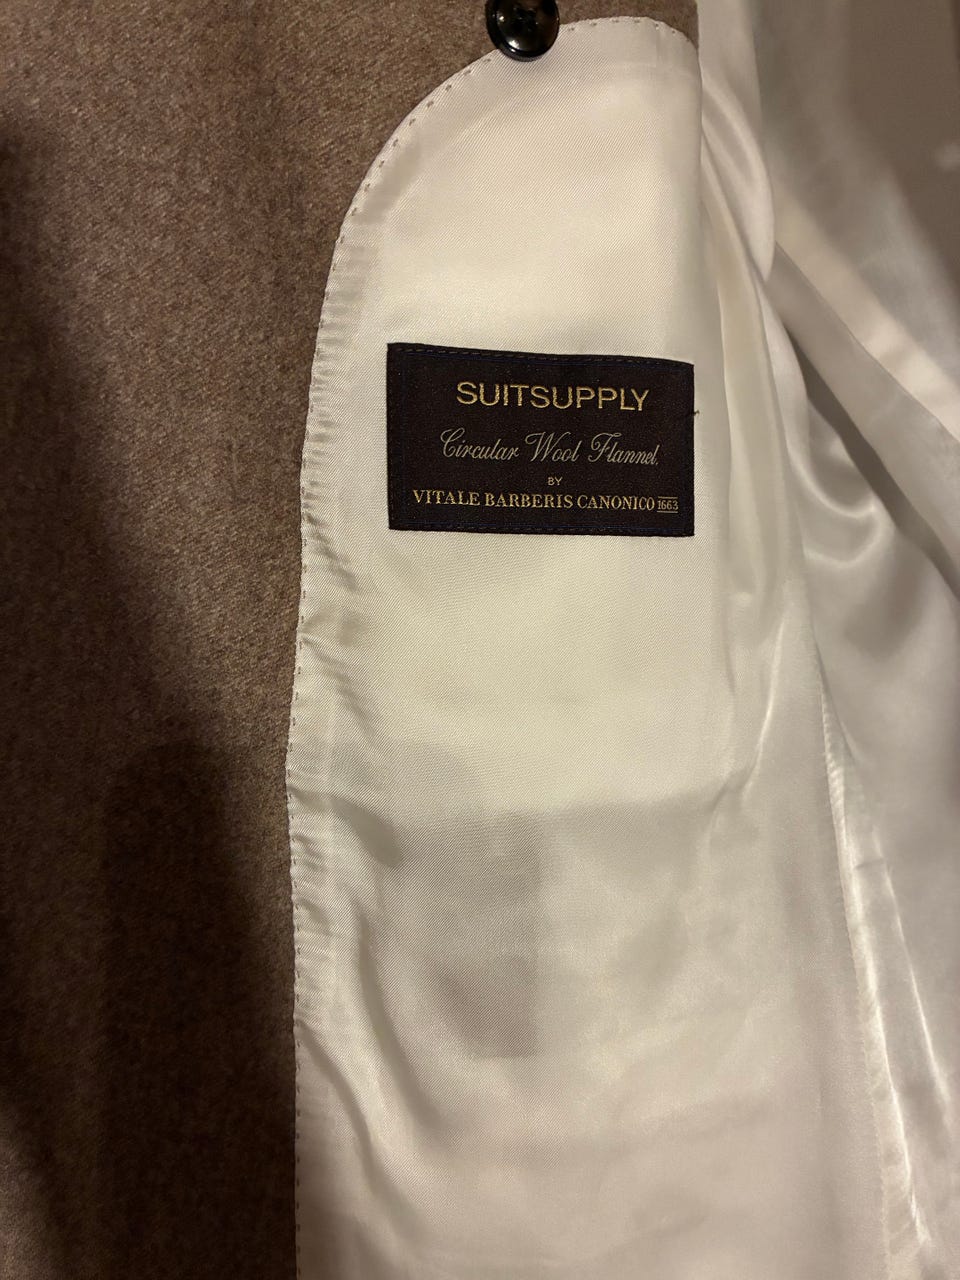 SUITSUPPLY
Circular Wool Flannel
BY
VITALE BARBERIS CANONICO 1663